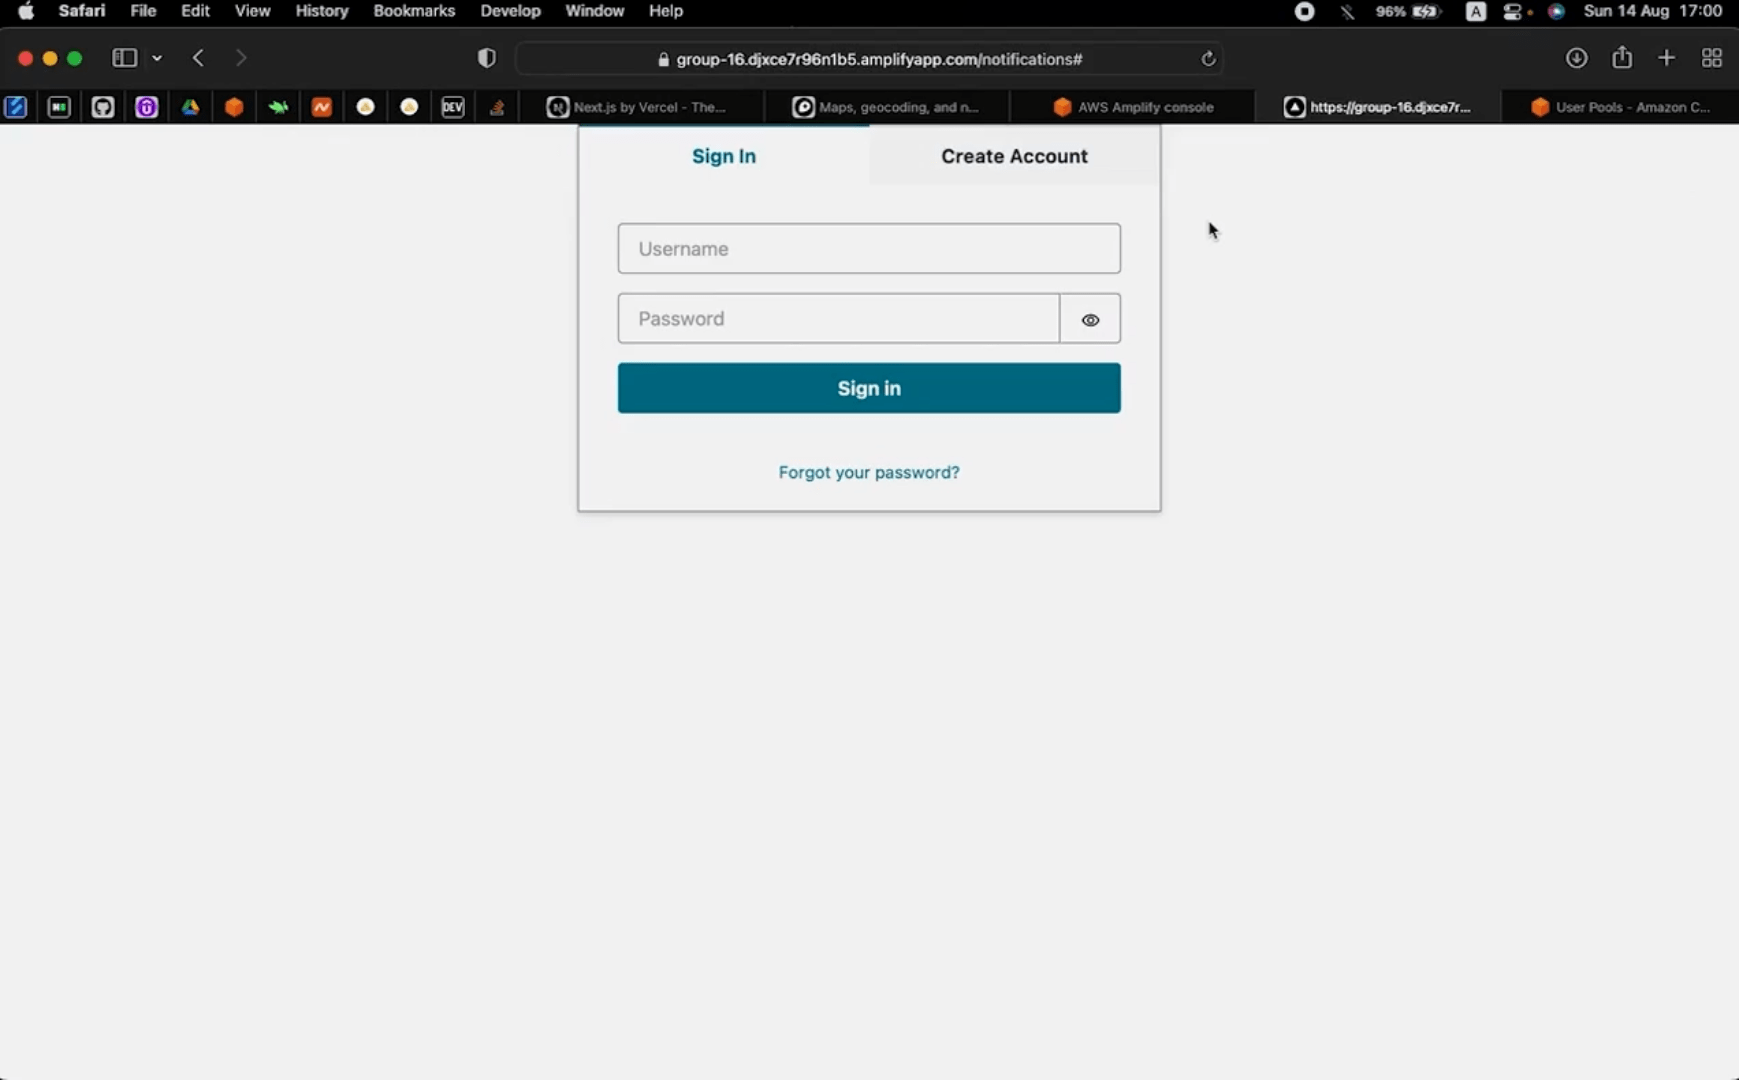 Safari File Edit View History Bookmarks Develop Window Help 96% A Sun 14 Aug 17:00
group-16.djxce7r96n1b5.amplifyapp.com/notifications#
DEV Next.js by Vercel - The... Maps, geocoding, and n... AWS Amplify console https://group-16.djxce7r... User Pools - Amazon C...
Sign In Create Account
Username
Password
Sign in
Forgot your password?